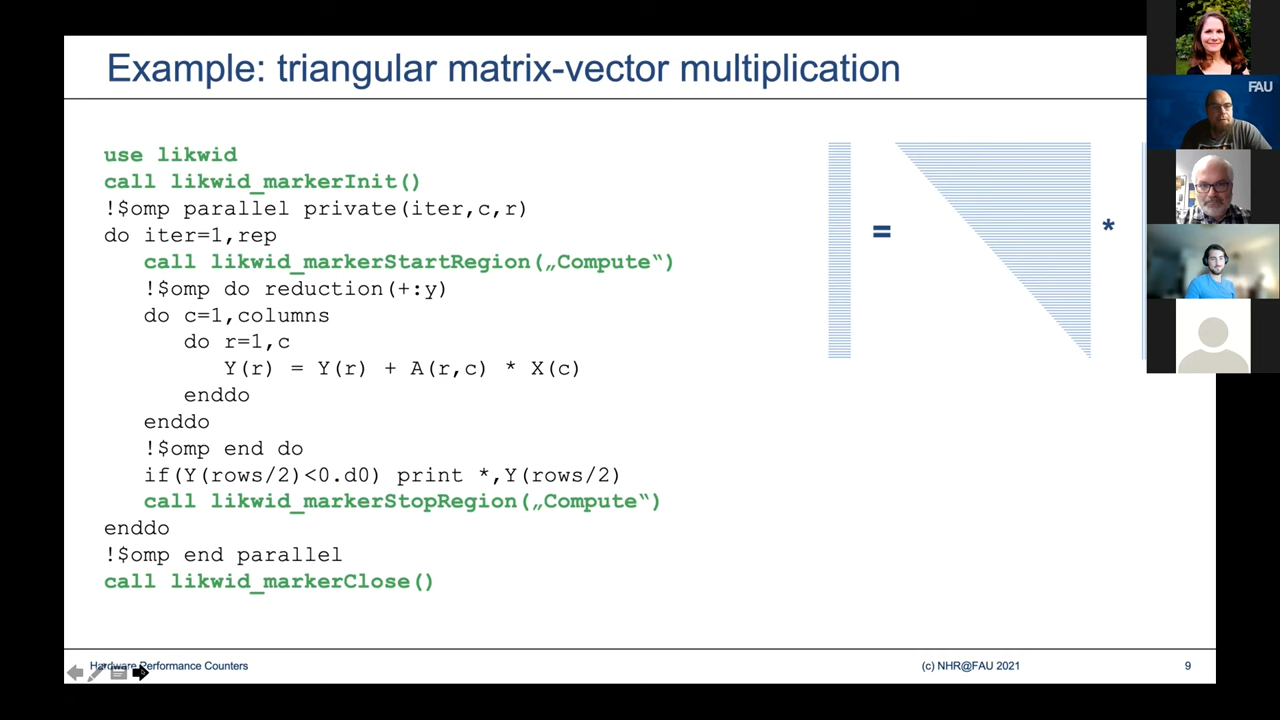 Example: triangular matrix-vector multiplication
FAU
use likwid
call likwid_markerInit()
!$omp parallel private(iter,c,r)
do iter=1,rep
call likwid_markerStartRegion(„Compute“)
!$omp do reduction(+:y)
do c=1,columns
do r=1,c
Y(r) = Y(r) + A(r,c) * X(c)
enddo
enddo
!$omp end do
if(Y(rows/2)<0.d0) print *,Y(rows/2)
call likwid_markerStopRegion(„Compute“)
enddo
!$omp end parallel
call likwid_markerClose()
= *
Hardware Performance Counters
(c) NHR@FAU 2021
9